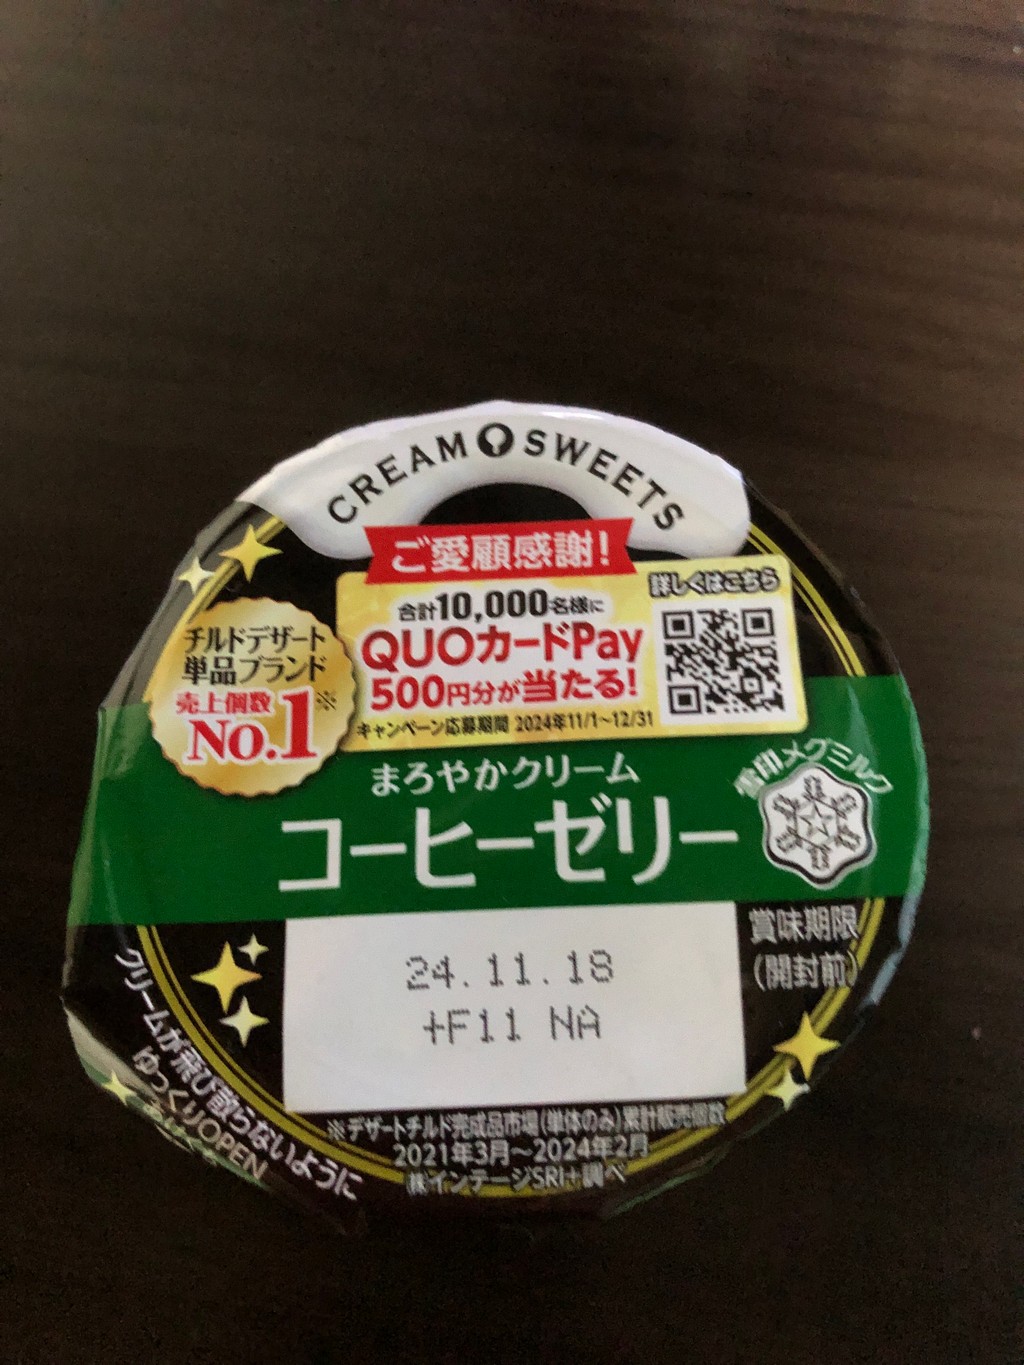 CREAM SWEETS
ご愛顧感謝!
合計10,000名様に
QUOカードPay
500円分が当たる!
キャンペーン応募期間 2024年11/1~12/31
詳しくはこちら
チルドデザート
単品ブランド
売上個数※
No.1
まろやかクリーム
コーヒーゼリー
雪印メグミルク
賞味期限
(開封前)
24.11.18
+F11 NA
クリームが飛び散らないように
ゆっくりOPEN
※デザートチルド完成品市場(単体のみ)累計販売個数
2021年3月~2024年2月
㈱インテージSRI+調べ